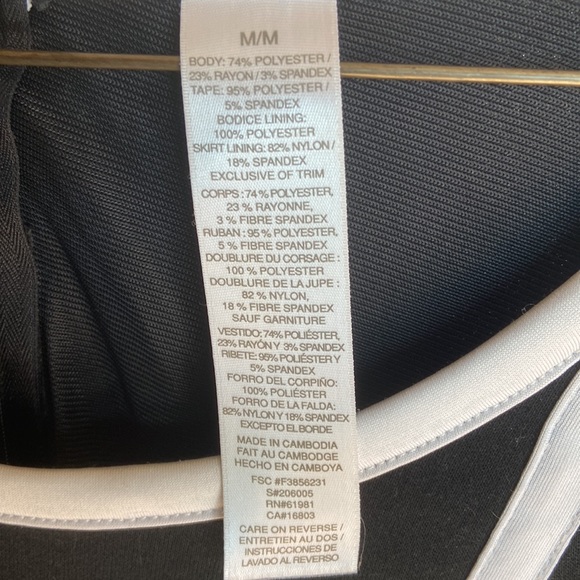 M/M
BODY: 74% POLYESTER /
23% RAYON / 3% SPANDEX
TAPE: 95% POLYESTER /
5% SPANDEX
BODICE LINING:
100% POLYESTER
SKIRT LINING: 82% NYLON /
18% SPANDEX
EXCLUSIVE OF TRIM
CORPS : 74 % POLYESTER,
23 % RAYONNE,
3 % FIBRE SPANDEX
RUBAN : 95 % POLYESTER,
5 % FIBRE SPANDEX
DOUBLURE DU CORSAGE :
100 % POLYESTER
DOUBLURE DE LA JUPE :
82 % NYLON,
18 % FIBRE SPANDEX
SAUF GARNITURE
VESTIDO: 74% POLIÉSTER,
23% RAYÓN Y 3% SPANDEX
RIBETE: 95% POLIÉSTER Y
5% SPANDEX
FORRO DEL CORPIÑO:
100% POLIÉSTER
FORRO DE LA FALDA:
82% NYLON Y 18% SPANDEX
EXCEPTO EL BORDE
MADE IN CAMBODIA
FAIT AU CAMBODGE
HECHO EN CAMBOYA
FSC #F3856231
S#206005
RN#61981
CA#16803
CARE ON REVERSE /
ENTRETIEN AU DOS /
INSTRUCCIONES DE
LAVADO AL REVERSO